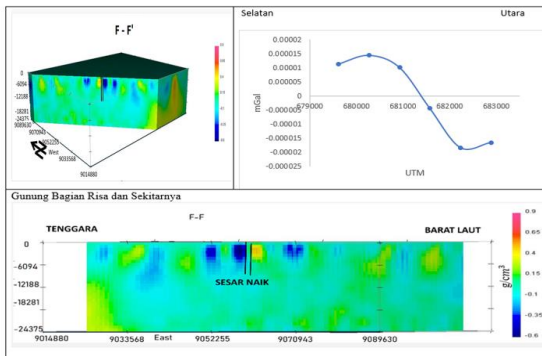 F - F'
0
-6094
-12188
-18281
-24375
9089630
9070943
9052255
9033568
9014880
West
Selatan Utara
0.00002
0.000015
0.00001
0.000005
0
-0.000005
-0.00001
-0.000015
-0.00002
-0.000025
mGal
679000 680000 681000 682000 683000
UTM
Gunung Bagian Risa dan Sekitarnya
F-F
TENGGARA BARAT LAUT
SESAR NAIK
0
-6094
-12188
-18281
-24375
9014880 9033568 East 9052255 9070943 9089630
0.9
0.65
0.4
0.15
-0.1
-0.35
-0.6
g/cm³